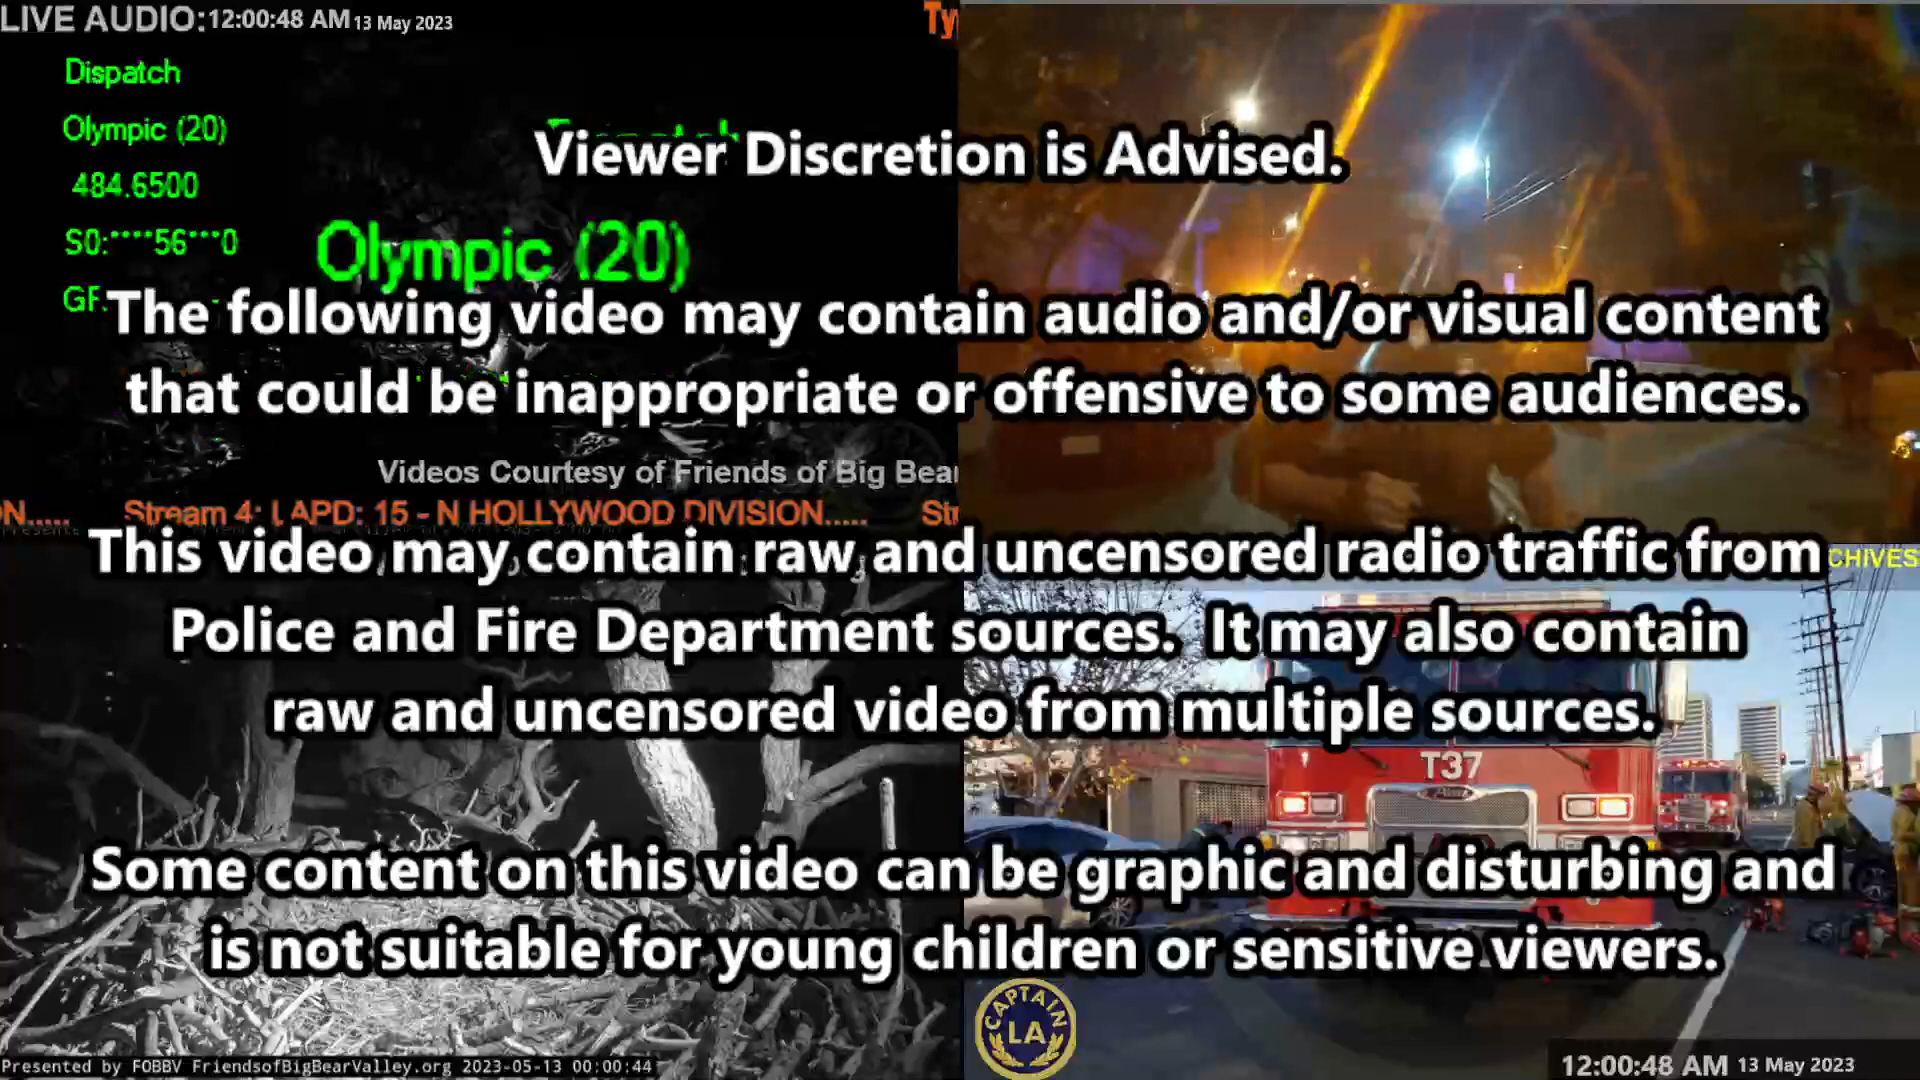 LIVE AUDIO: 12:00:48 AM 13 May 2023
Dispatch
Olympic (20)
484.6500
S0:****56***0
GF:
Olympic (20)
Viewer Discretion is Advised.
The following video may contain audio and/or visual content
that could be inappropriate or offensive to some audiences.
Videos Courtesy of Friends of Big Bear
Stream 4: LAPD: 15 - N HOLLYWOOD DIVISION.....
This video may contain raw and uncensored radio traffic from
CHIVES
Police and Fire Department sources. It may also contain
raw and uncensored video from multiple sources.
T37
Some content on this video can be graphic and disturbing and
is not suitable for young children or sensitive viewers.
CAPTAIN
LA
Presented by FOBBV FriendsofBigBearValley.org 2023-05-13 00:00:44
12:00:48 AM 13 May 2023